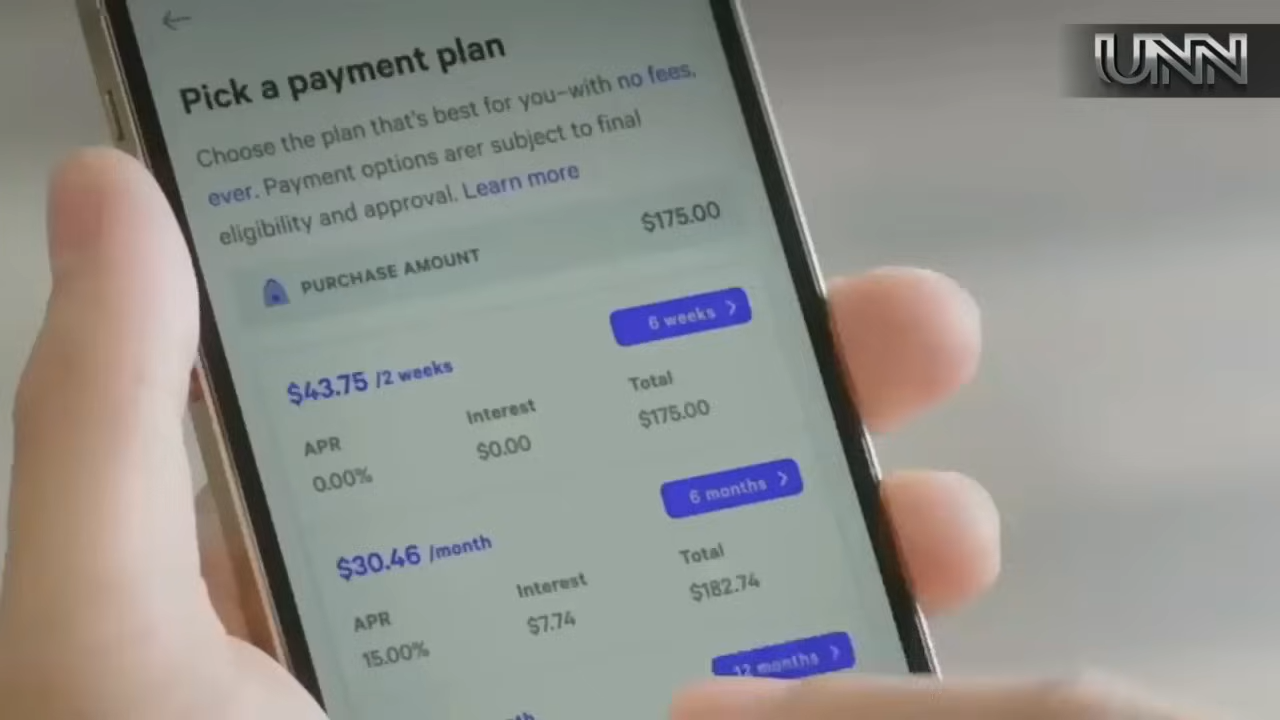 UNN
Pick a payment plan
Choose the plan that's best for you–with no fees,
ever. Payment options arer subject to final
eligibility and approval. Learn more
PURCHASE AMOUNT $175.00
6 weeks
$43.75 /2 weeks
APR Interest Total
0.00% $0.00 $175.00
6 months
$30.46 /month
APR Interest Total
15.00% $7.74 $182.74
12 months